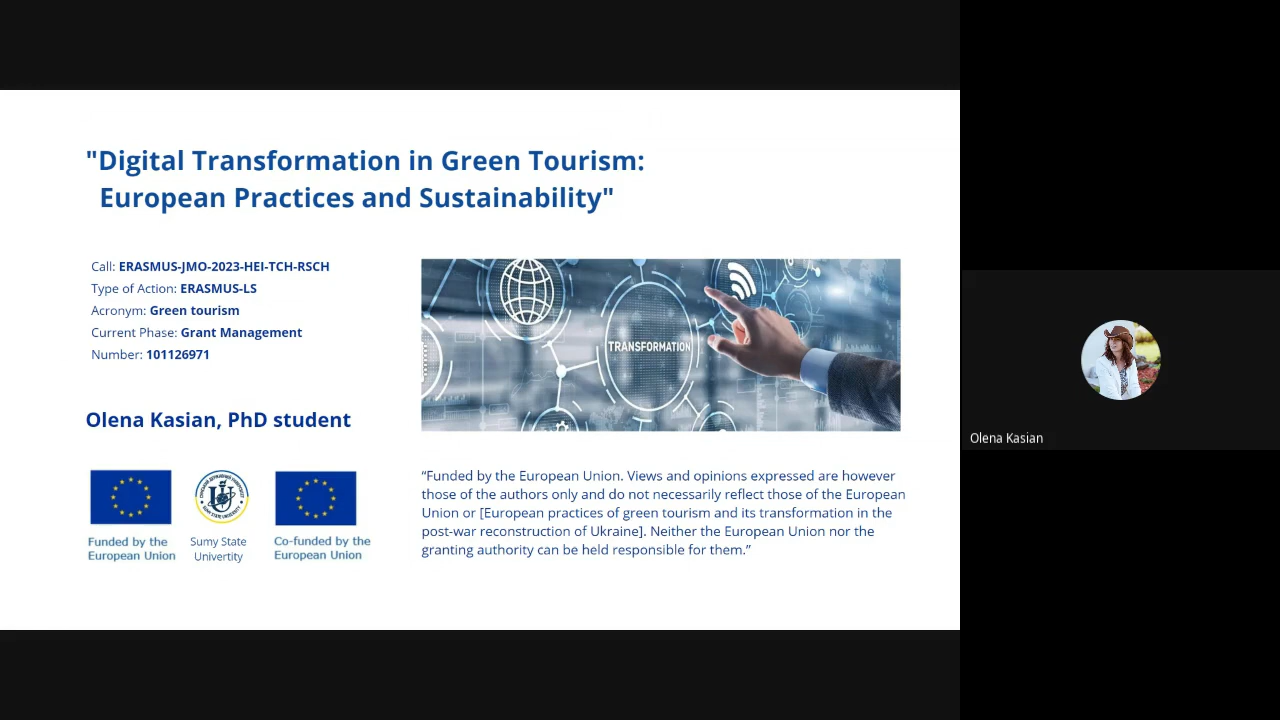 "Digital Transformation in Green Tourism:
European Practices and Sustainability"
Call: ERASMUS-JMO-2023-HEI-TCH-RSCH
Type of Action: ERASMUS-LS
Acronym: Green tourism
Current Phase: Grant Management
Number: 101126971
TRANSFORMATION
Olena Kasian, PhD student
Funded by the
European Union
Sumy State
Univertity
Co-funded by the
European Union
“Funded by the European Union. Views and opinions expressed are however
those of the authors only and do not necessarily reflect those of the European
Union or [European practices of green tourism and its transformation in the
post-war reconstruction of Ukraine]. Neither the European Union nor the
granting authority can be held responsible for them.”
Olena Kasian